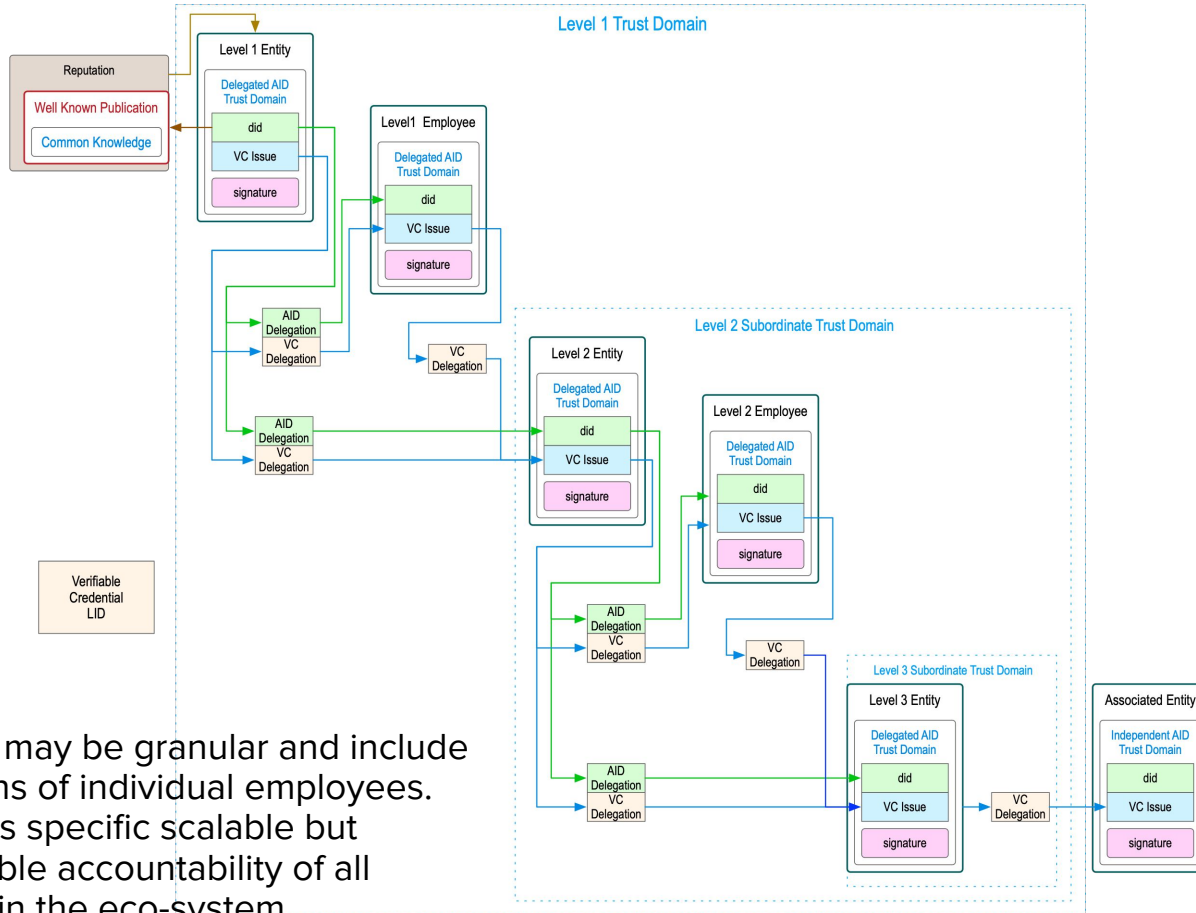 Level 1 Trust Domain
Level 1 Entity
Reputation
Well Known Publication
Common Knowledge
Delegated AID
Trust Domain
did
VC Issue
signature
Level1 Employee
Delegated AID
Trust Domain
did
VC Issue
signature
AID
Delegation
VC
Delegation
VC
Delegation
AID
Delegation
VC
Delegation
Level 2 Subordinate Trust Domain
Level 2 Entity
Delegated AID
Trust Domain
did
VC Issue
signature
Level 2 Employee
Delegated AID
Trust Domain
did
VC Issue
signature
Verifiable
Credential
LID
AID
Delegation
VC
Delegation
VC
Delegation
AID
Delegation
VC
Delegation
Level 3 Subordinate Trust Domain
Level 3 Entity
Delegated AID
Trust Domain
did
VC Issue
signature
VC
Delegation
Associated Entity
Independent AID
Trust Domain
did
VC Issue
signature
may be granular and include
ns of individual employees.
s specific scalable but
ble accountability of all
in the eco-system